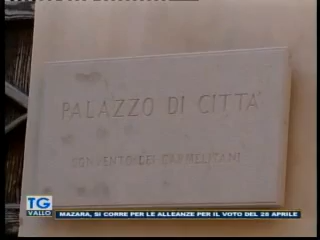 PALAZZO DI CITTA'
CONVENTO DEI CARMELITANI
TG
VALLO
MAZARA, SI CORRE PER LE ALLEANZE PER IL VOTO DEL 28 APRILE